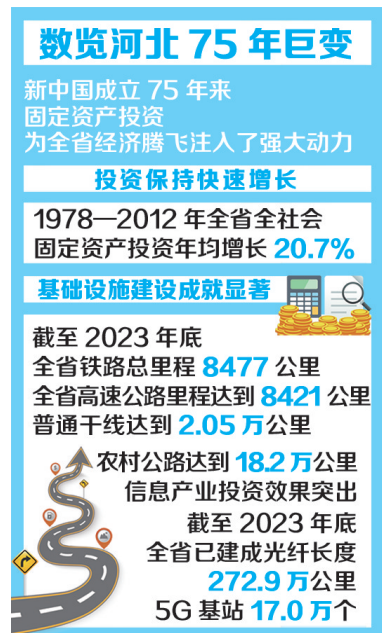 数览河北 75 年巨变
新中国成立 75 年来
固定资产投资
为全省经济腾飞注入了强大动力
投资保持快速增长
1978—2012 年全省全社会
固定资产投资年均增长 20.7%
基础设施建设成就显著
截至 2023 年底
全省铁路总里程 8477 公里
全省高速公路里程达到 8421 公里
普通干线达到 2.05 万公里
农村公路达到 18.2 万公里
信息产业投资效果突出
截至 2023 年底
全省已建成光纤长度
272.9 万公里
5G 基站 17.0 万个